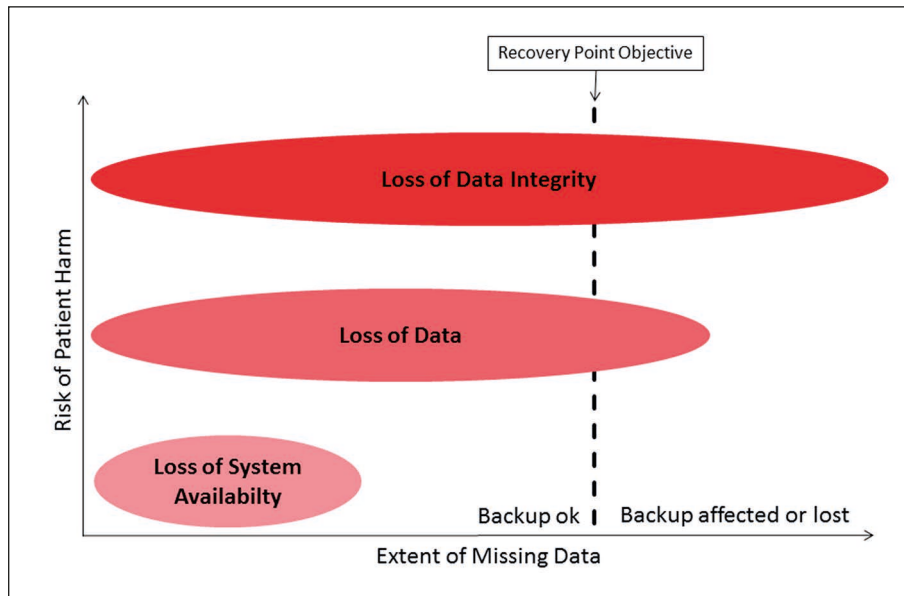 Recovery Point Objective
Loss of Data Integrity
Risk of Patient Harm
Loss of Data
Loss of System
Availabilty
Backup ok
Backup affected or lost
Extent of Missing Data